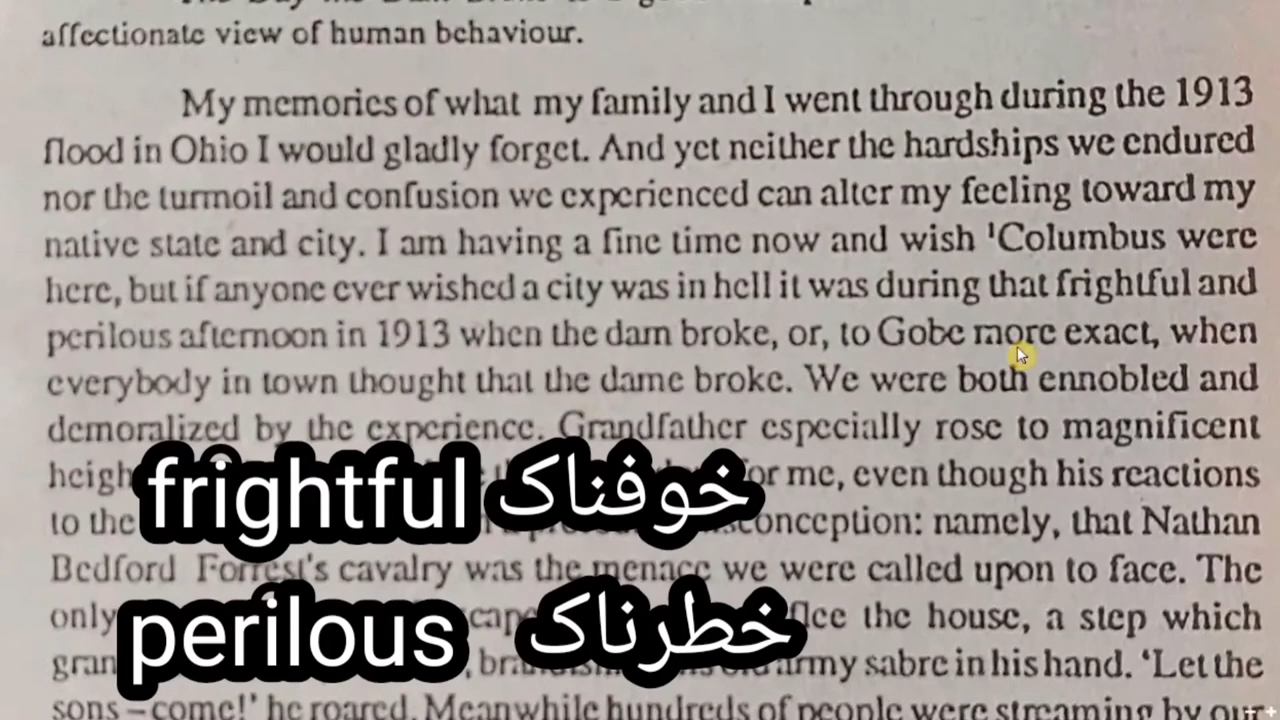 affectionate view of human behaviour.
My memories of what my family and I went through during the 1913
flood in Ohio I would gladly forget. And yet neither the hardships we endured
nor the turmoil and confusion we experienced can alter my feeling toward my
native state and city. I am having a fine time now and wish 'Columbus were
here, but if anyone ever wished a city was in hell it was during that frightful and
perilous afternoon in 1913 when the dam broke, or, to Gobe more exact, when
everybody in town thought that the dame broke. We were both ennobled and
demoralized by the experience. Grandfather especially rose to magnificent
for me, even though his reactions
to the conception: namely, that Nathan
Bedford Forrest's cavalry was the menace we were called upon to face. The
only flee the house, a step which
army sabre in his hand. 'Let the
sons – come!' he roared. Meanwhile hundreds of people were streaming by our
frightful خوفناک
perilous خطرناک